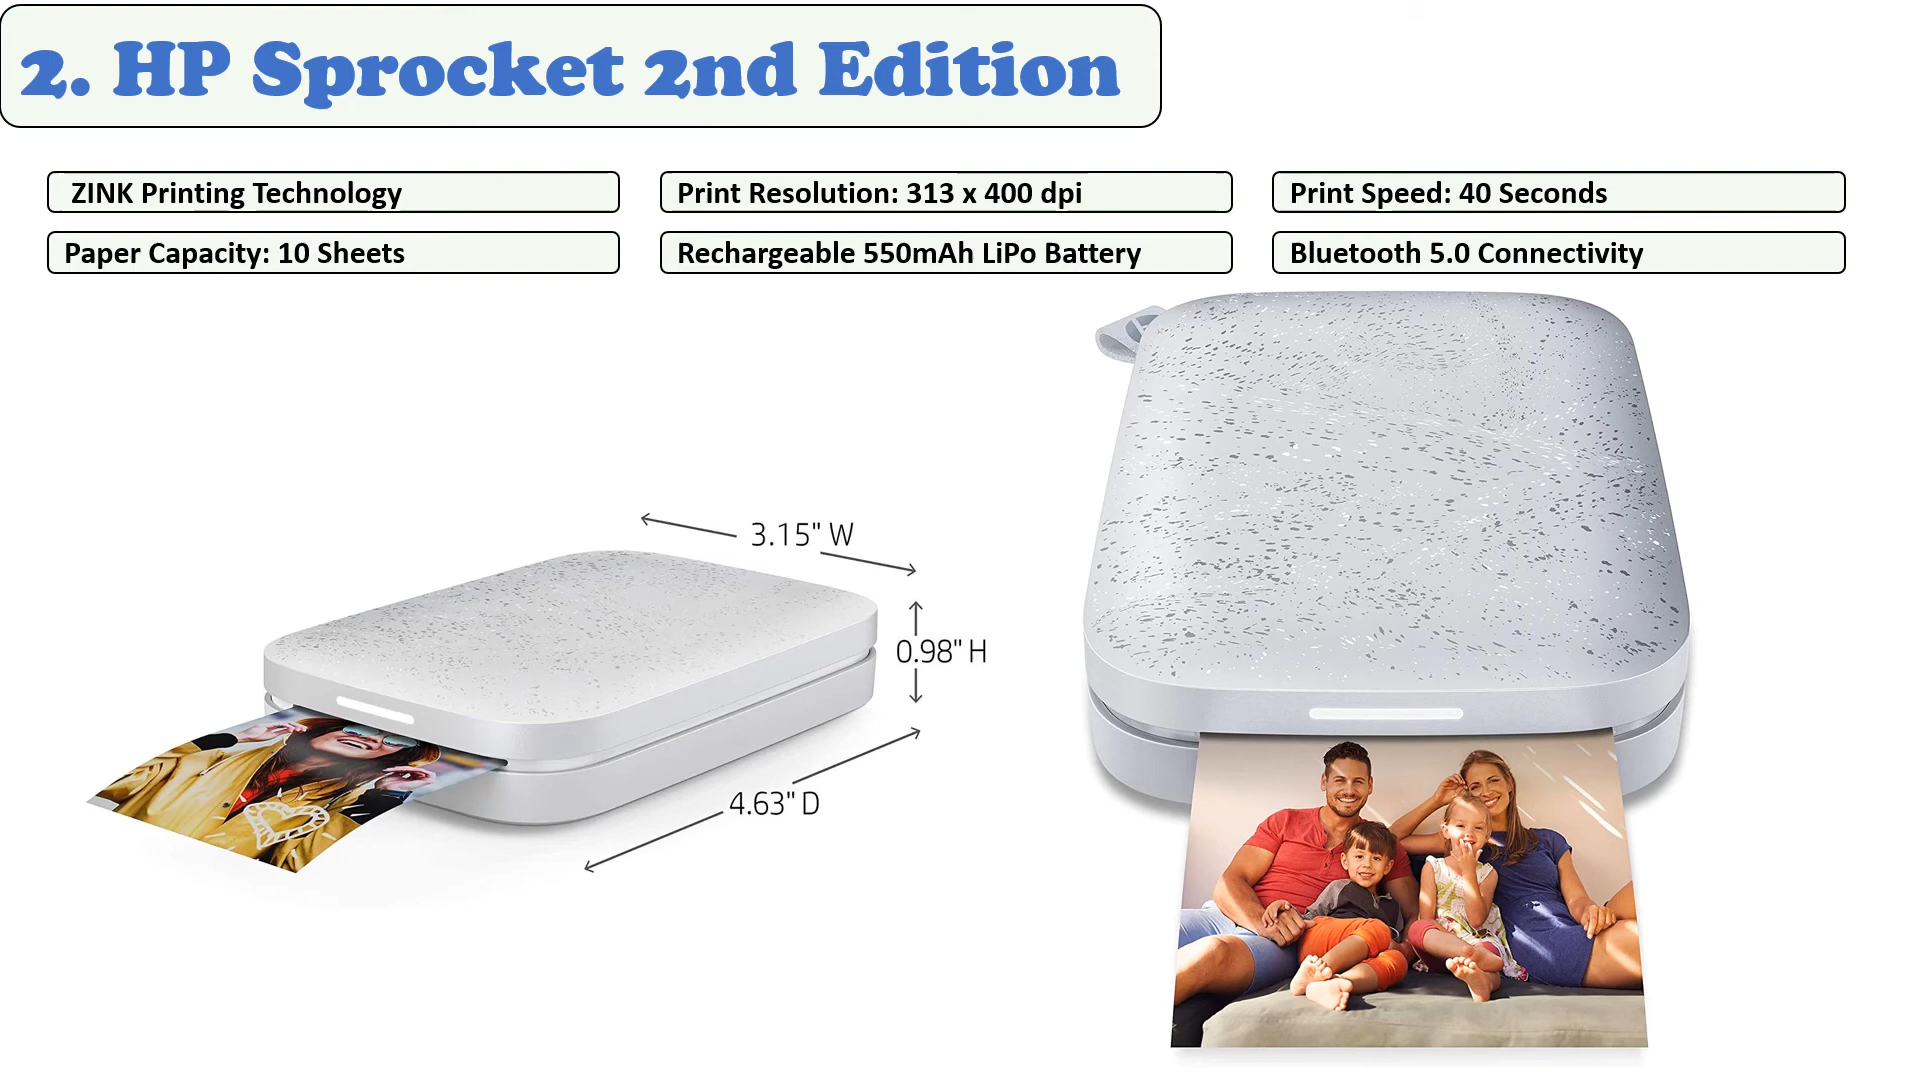 2. HP Sprocket 2nd Edition
ZINK Printing Technology
Print Resolution: 313 x 400 dpi
Print Speed: 40 Seconds
Paper Capacity: 10 Sheets
Rechargeable 550mAh LiPo Battery
Bluetooth 5.0 Connectivity
3.15" W
0.98" H
4.63" D